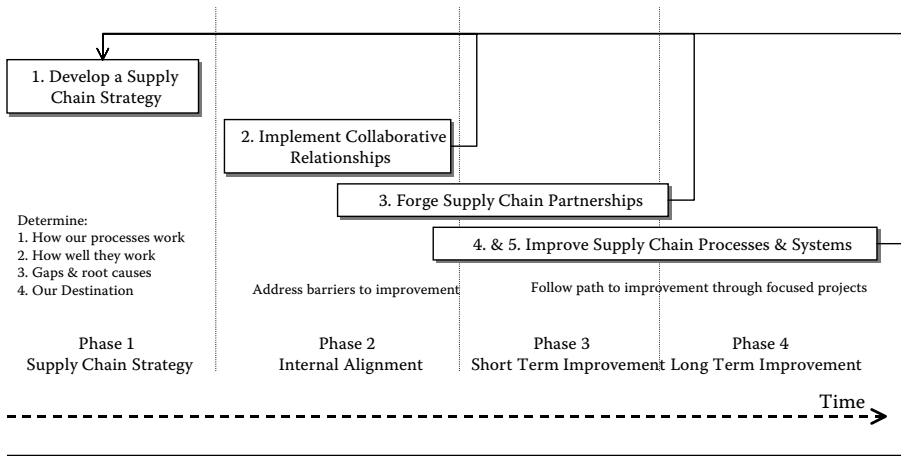 1. Develop a Supply
Chain Strategy
2. Implement Collaborative
Relationships
3. Forge Supply Chain Partnerships
4. & 5. Improve Supply Chain Processes & Systems
Determine:
1. How our processes work
2. How well they work
3. Gaps & root causes
4. Our Destination
Address barriers to improvement
Follow path to improvement through focused projects
Phase 1
Supply Chain Strategy
Phase 2
Internal Alignment
Phase 3
Short Term Improvement
Phase 4
Long Term Improvement
Time